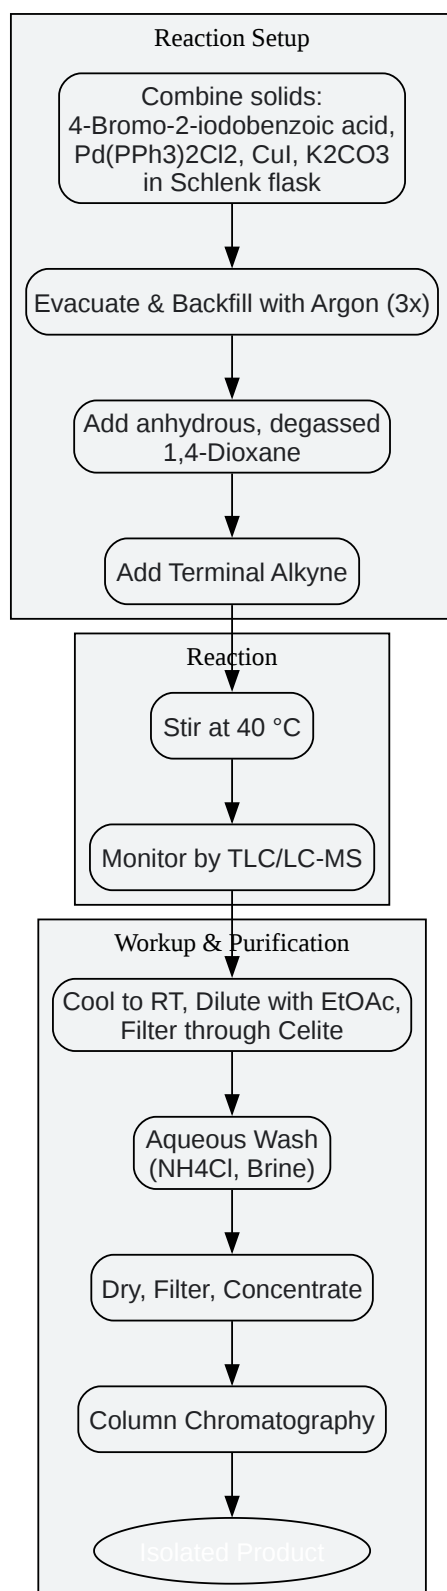 Reaction Setup
Combine solids:
4-Bromo-2-iodobenzoic acid,
Pd(PPh3)2Cl2, CuI, K2CO3
in Schlenk flask
Evacuate & Backfill with Argon (3x)
Add anhydrous, degassed
1,4-Dioxane
Add Terminal Alkyne
Reaction
Stir at 40 °C
Monitor by TLC/LC-MS
Workup & Purification
Cool to RT, Dilute with EtOAc,
Filter through Celite
Aqueous Wash
(NH4Cl, Brine)
Dry, Filter, Concentrate
Column Chromatography
Isolated Product